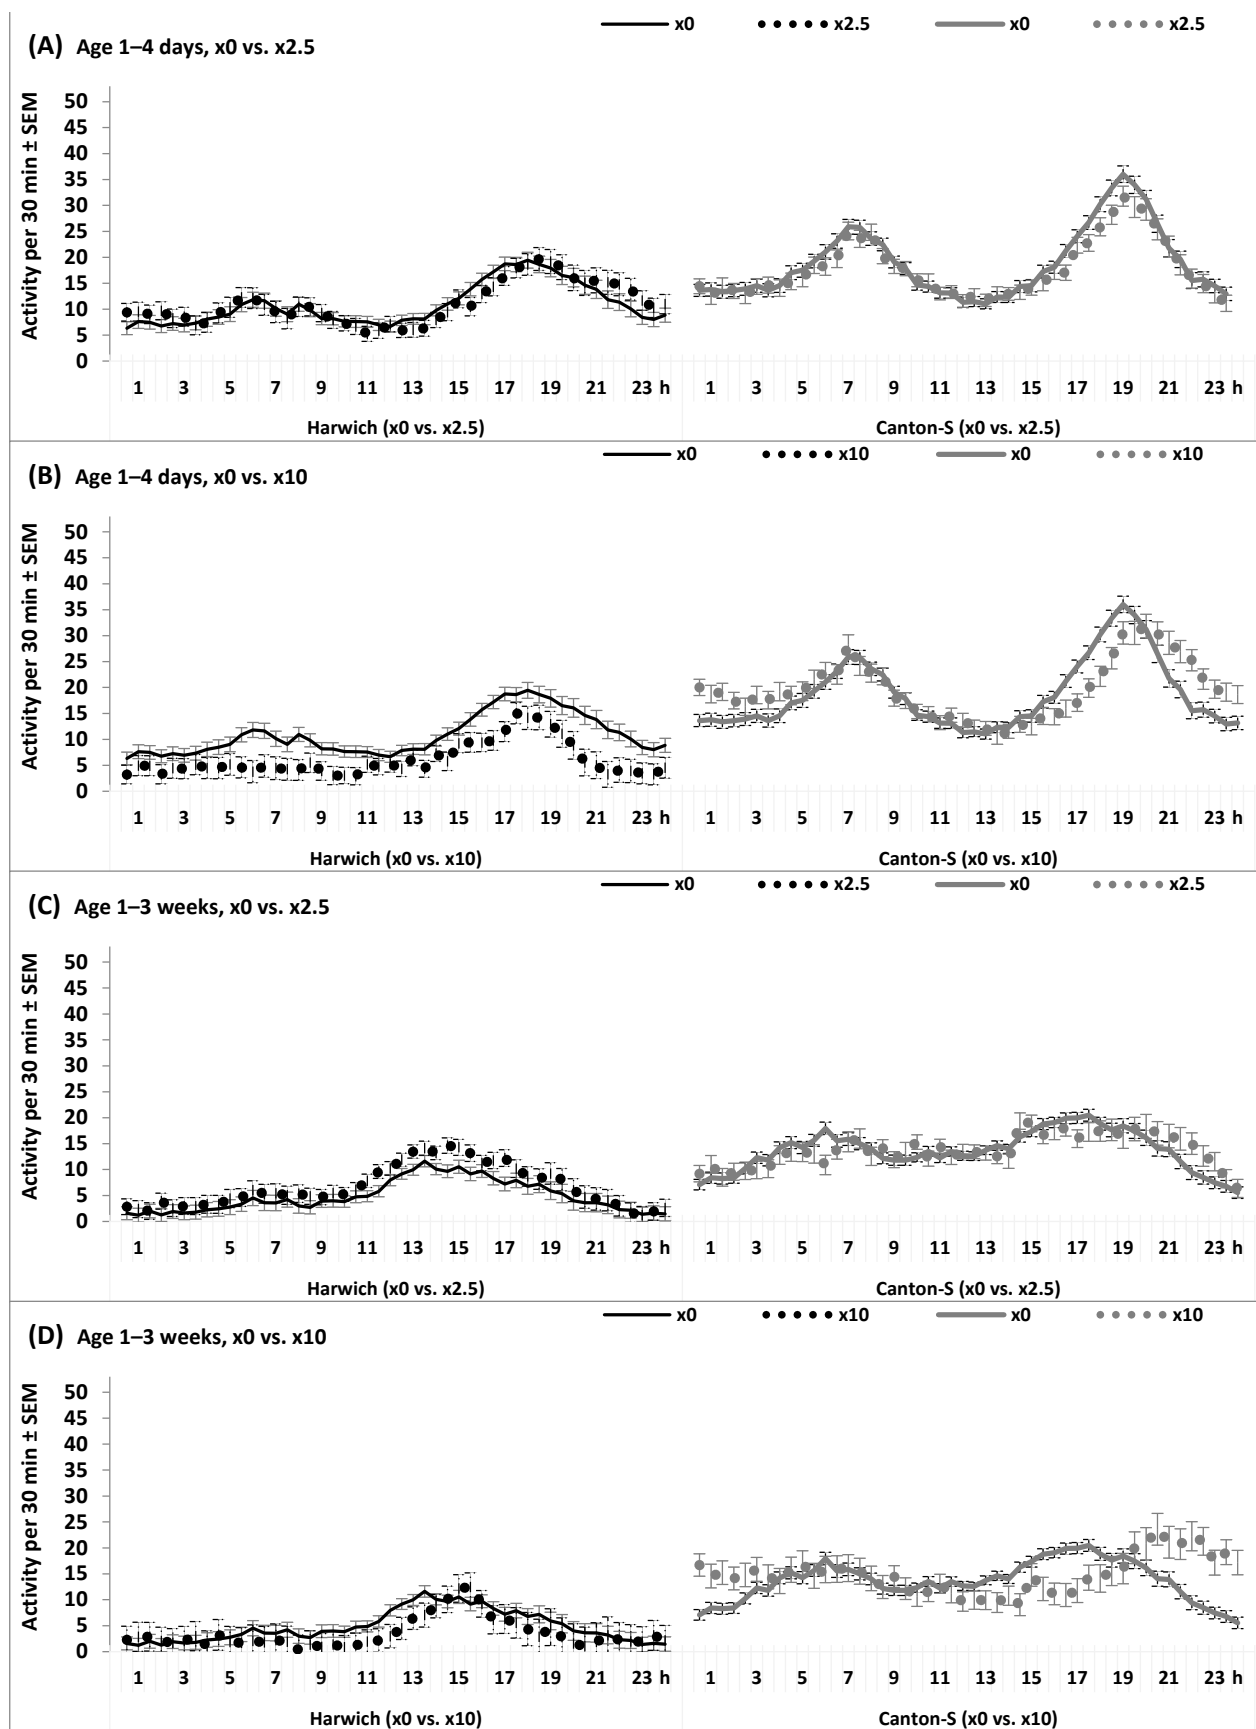 x0 x2.5 x0 x2.5
(A) Age 1–4 days, x0 vs. x2.5
Activity per 30 min ± SEM
50
45
40
35
30
25
20
15
10
5
0
1 3 5 7 9 11 13 15 17 19 21 23 h 1 3 5 7 9 11 13 15 17 19 21 23 h
Harwich (x0 vs. x2.5) Canton-S (x0 vs. x2.5)
x0 x10 x0 x10
(B) Age 1–4 days, x0 vs. x10
Activity per 30 min ± SEM
50
45
40
35
30
25
20
15
10
5
0
1 3 5 7 9 11 13 15 17 19 21 23 h 1 3 5 7 9 11 13 15 17 19 21 23 h
Harwich (x0 vs. x10) Canton-S (x0 vs. x10)
x0 x2.5 x0 x2.5
(C) Age 1–3 weeks, x0 vs. x2.5
Activity per 30 min ± SEM
50
45
40
35
30
25
20
15
10
5
0
1 3 5 7 9 11 13 15 17 19 21 23 h 1 3 5 7 9 11 13 15 17 19 21 23 h
Harwich (x0 vs. x2.5) Canton-S (x0 vs. x2.5)
x0 x10 x0 x10
(D) Age 1–3 weeks, x0 vs. x10
Activity per 30 min ± SEM
50
45
40
35
30
25
20
15
10
5
0
1 3 5 7 9 11 13 15 17 19 21 23 h 1 3 5 7 9 11 13 15 17 19 21 23 h
Harwich (x0 vs. x10) Canton-S (x0 vs. x10)